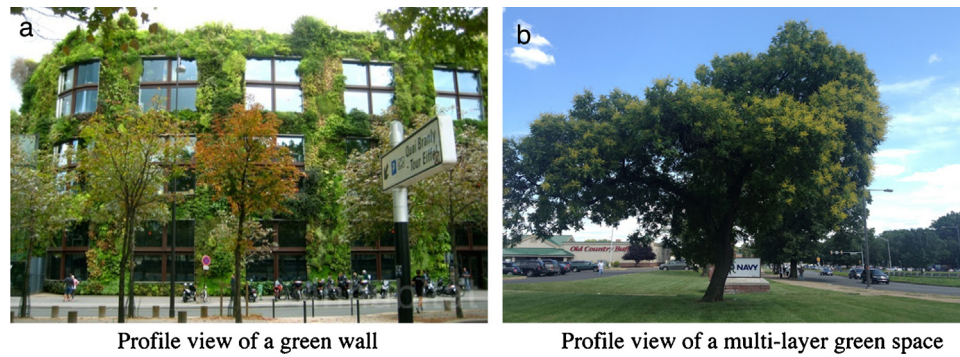 a
Quai Branly
- Tour Eiffel
Profile view of a green wall
b
Old Country Buffet
NAVY
Profile view of a multi-layer green space